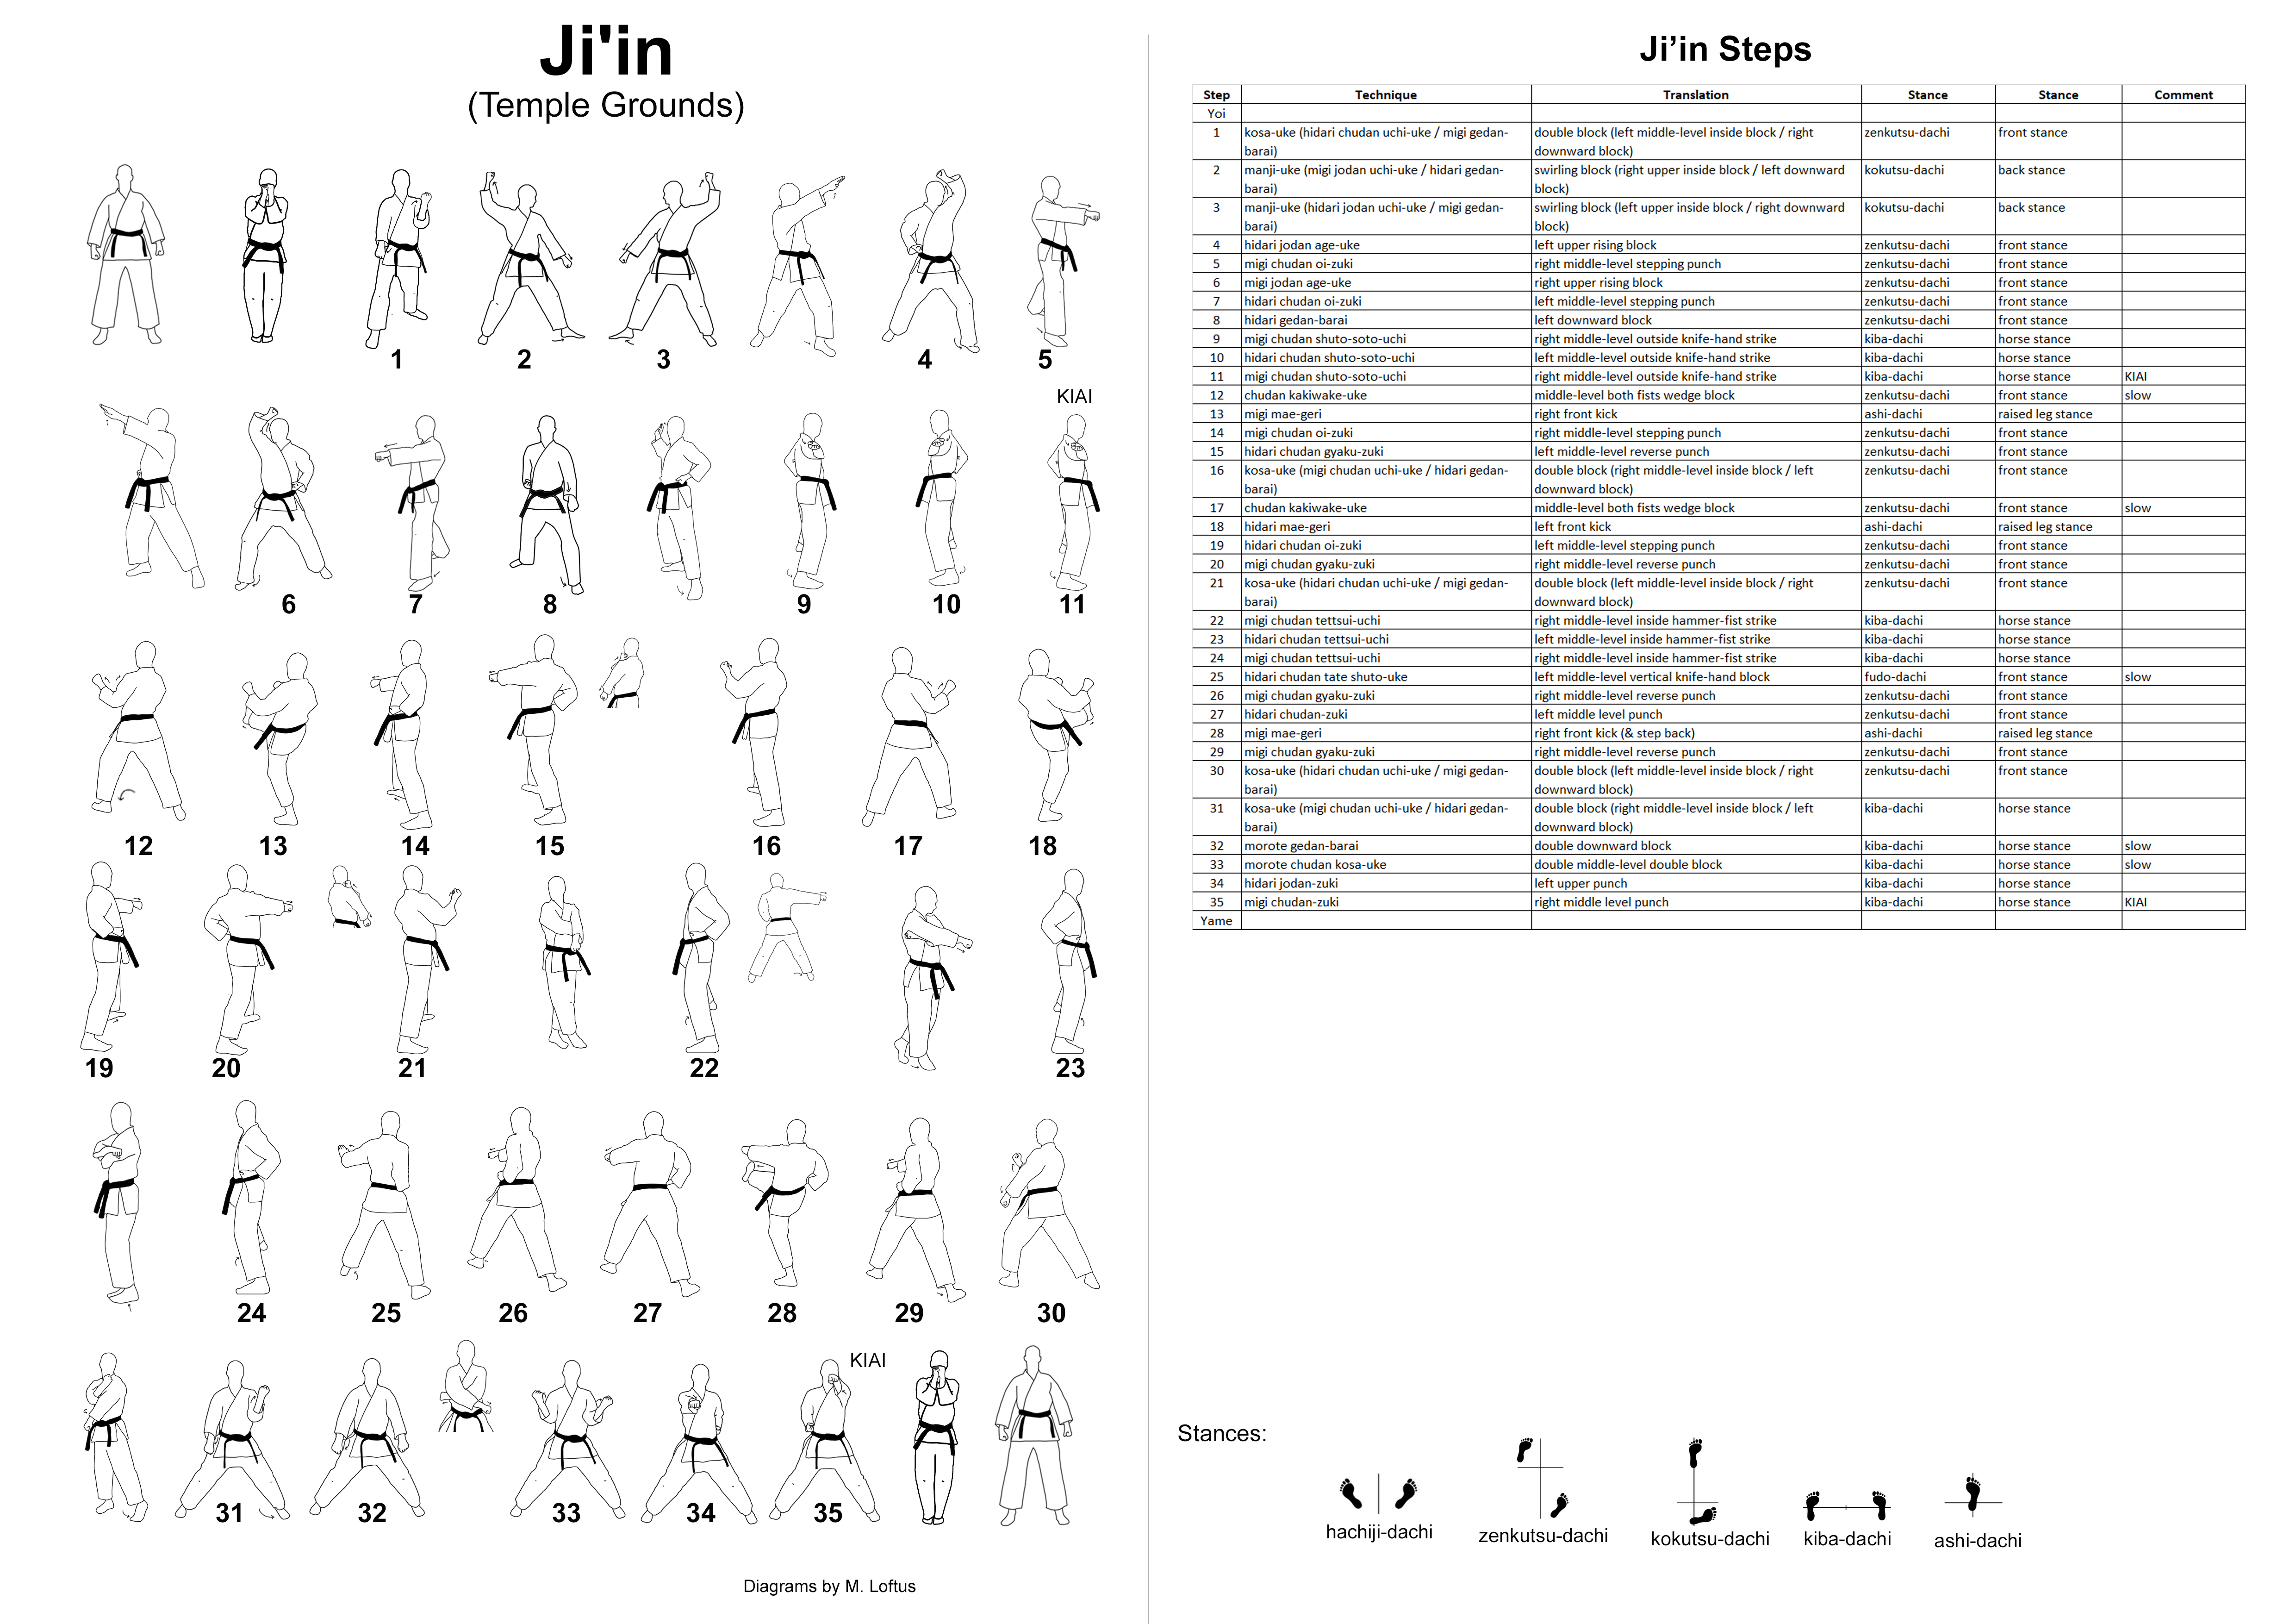 Ji'in
(Temple Grounds)
1 2 3 4 5
KIAI
6 7 8 9 10 11
12 13 14 15 16 17 18
19 20 21 22 23
24 25 26 27 28 29 30
KIAI
31 32 33 34 35
Diagrams by M. Loftus
Ji’in Steps
Step Technique Translation Stance Stance Comment
Yoi
1 kosa-uke (hidari chudan uchi-uke / migi gedan- double block (left middle-level inside block / right zenkutsu-dachi front stance
barai) downward block)
2 manji-uke (migi jodan uchi-uke / hidari gedan- swirling block (right upper inside block / left downward kokutsu-dachi back stance
barai) block)
3 manji-uke (hidari jodan uchi-uke / migi gedan- swirling block (left upper inside block / right downward kokutsu-dachi back stance
barai) block)
4 hidari jodan age-uke left upper rising block zenkutsu-dachi front stance
5 migi chudan oi-zuki right middle-level stepping punch zenkutsu-dachi front stance
6 migi jodan age-uke right upper rising block zenkutsu-dachi front stance
7 hidari chudan oi-zuki left middle-level stepping punch zenkutsu-dachi front stance
8 hidari gedan-barai left downward block zenkutsu-dachi front stance
9 migi chudan shuto-soto-uchi right middle-level outside knife-hand strike kiba-dachi horse stance
10 hidari chudan shuto-soto-uchi left middle-level outside knife-hand strike kiba-dachi horse stance
11 migi chudan shuto-soto-uchi right middle-level outside knife-hand strike kiba-dachi horse stance KIAI
12 chudan kakiwake-uke middle-level both fists wedge block zenkutsu-dachi front stance slow
13 migi mae-geri right front kick ashi-dachi raised leg stance
14 migi chudan oi-zuki right middle-level stepping punch zenkutsu-dachi front stance
15 hidari chudan gyaku-zuki left middle-level reverse punch zenkutsu-dachi front stance
16 kosa-uke (migi chudan uchi-uke / hidari gedan- double block (right middle-level inside block / left zenkutsu-dachi front stance
barai) downward block)
17 chudan kakiwake-uke middle-level both fists wedge block zenkutsu-dachi front stance slow
18 hidari mae-geri left front kick ashi-dachi raised leg stance
19 hidari chudan oi-zuki left middle-level stepping punch zenkutsu-dachi front stance
20 migi chudan gyaku-zuki right middle-level reverse punch zenkutsu-dachi front stance
21 kosa-uke (hidari chudan uchi-uke / migi gedan- double block (left middle-level inside block / right zenkutsu-dachi front stance
barai) downward block)
22 migi chudan tettsui-uchi right middle-level inside hammer-fist strike kiba-dachi horse stance
23 hidari chudan tettsui-uchi left middle-level inside hammer-fist strike kiba-dachi horse stance
24 migi chudan tettsui-uchi right middle-level inside hammer-fist strike kiba-dachi horse stance
25 hidari chudan tate shuto-uke left middle-level vertical knife-hand block fudo-dachi front stance slow
26 migi chudan gyaku-zuki right middle-level reverse punch zenkutsu-dachi front stance
27 hidari chudan-zuki left middle level punch zenkutsu-dachi front stance
28 migi mae-geri right front kick (& step back) ashi-dachi raised leg stance
29 migi chudan gyaku-zuki right middle-level reverse punch zenkutsu-dachi front stance
30 kosa-uke (hidari chudan uchi-uke / migi gedan- double block (left middle-level inside block / right zenkutsu-dachi front stance
barai) downward block)
31 kosa-uke (migi chudan uchi-uke / hidari gedan- double block (right middle-level inside block / left kiba-dachi horse stance
barai) downward block)
32 morote gedan-barai double downward block kiba-dachi horse stance slow
33 morote chudan kosa-uke double middle-level double block kiba-dachi horse stance slow
34 hidari jodan-zuki left upper punch kiba-dachi horse stance
35 migi chudan-zuki right middle level punch kiba-dachi horse stance KIAI
Yame
Stances:
hachiji-dachi zenkutsu-dachi kokutsu-dachi kiba-dachi ashi-dachi